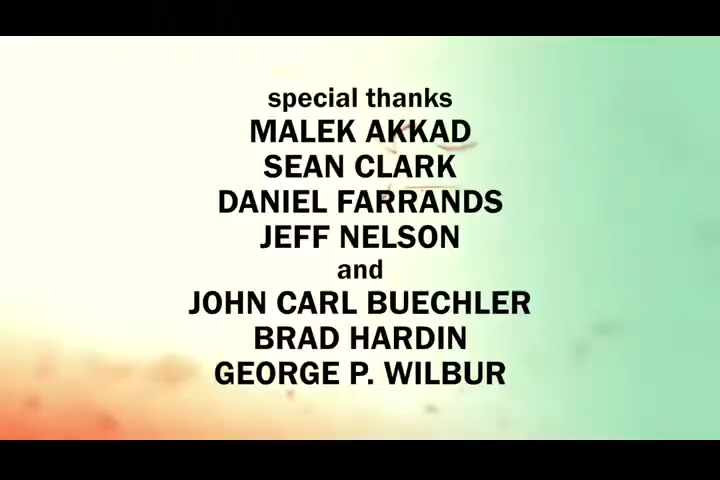 special thanks
MALEK AKKAD
SEAN CLARK
DANIEL FARRANDS
JEFF NELSON
and
JOHN CARL BUECHLER
BRAD HARDIN
GEORGE P. WILBUR